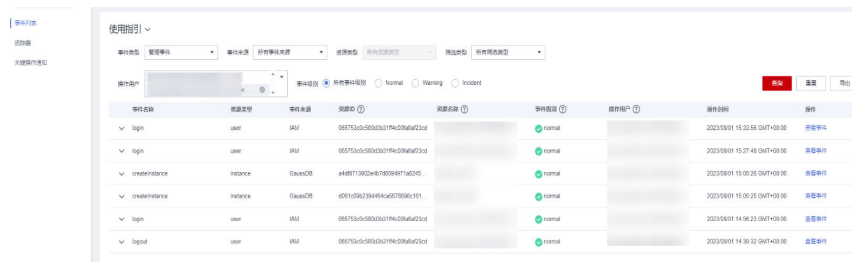 事件列表
追踪器
关键操作通知
使用指引
事件类型 管理事件 事件来源 所有事件来源 资源类型 所有资源类型 筛选类型 所有筛选类型
操作用户 事件级别 所有事件级别 Normal Warning Incident 查询 重置 导出
事件名称 资源类型 事件来源 资源ID 资源名称 事件级别 操作用户 操作时间 操作
login user IAM 055753c0c580d3b31ff4c00fa8af23cd normal 2023/08/01 15:33:56 GMT+08:00 查看事件
login user IAM 055753c0c580d3b31ff4c00fa8af23cd normal 2023/08/01 15:27:48 GMT+08:00 查看事件
createInstance instance GaussDB normal 2023/08/01 15:05:26 GMT+08:00 查看事件
createInstance instance GaussDB normal 2023/08/01 15:05:25 GMT+08:00 查看事件
login user IAM 055753c0c580d3b31ff4c00fa8af23cd normal 2023/08/01 14:56:23 GMT+08:00 查看事件
logout user IAM 055753c0c580d3b31ff4c00fa8af23cd normal 2023/08/01 14:39:32 GMT+08:00 查看事件